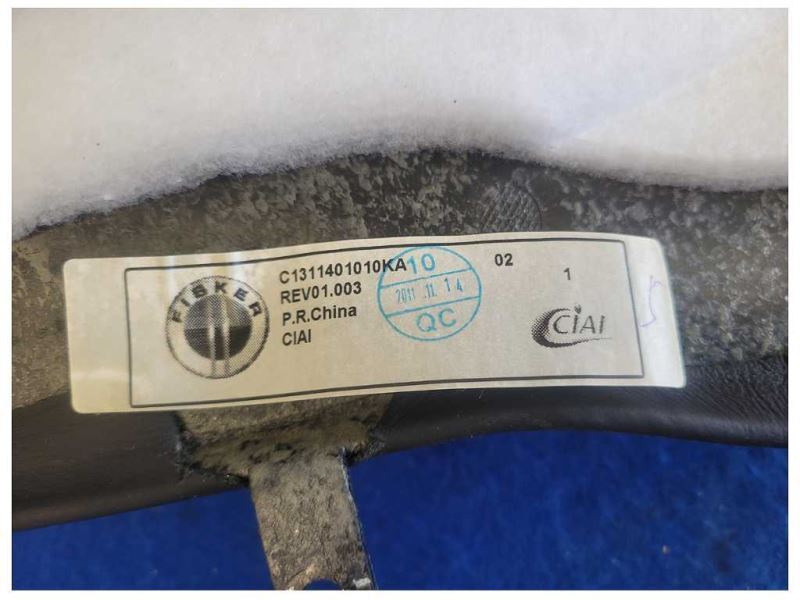 FISKER
C1311401010KA
REV01.003
P.R.China
CIAI
10
2011.11.14
QC
02
1
CIAI